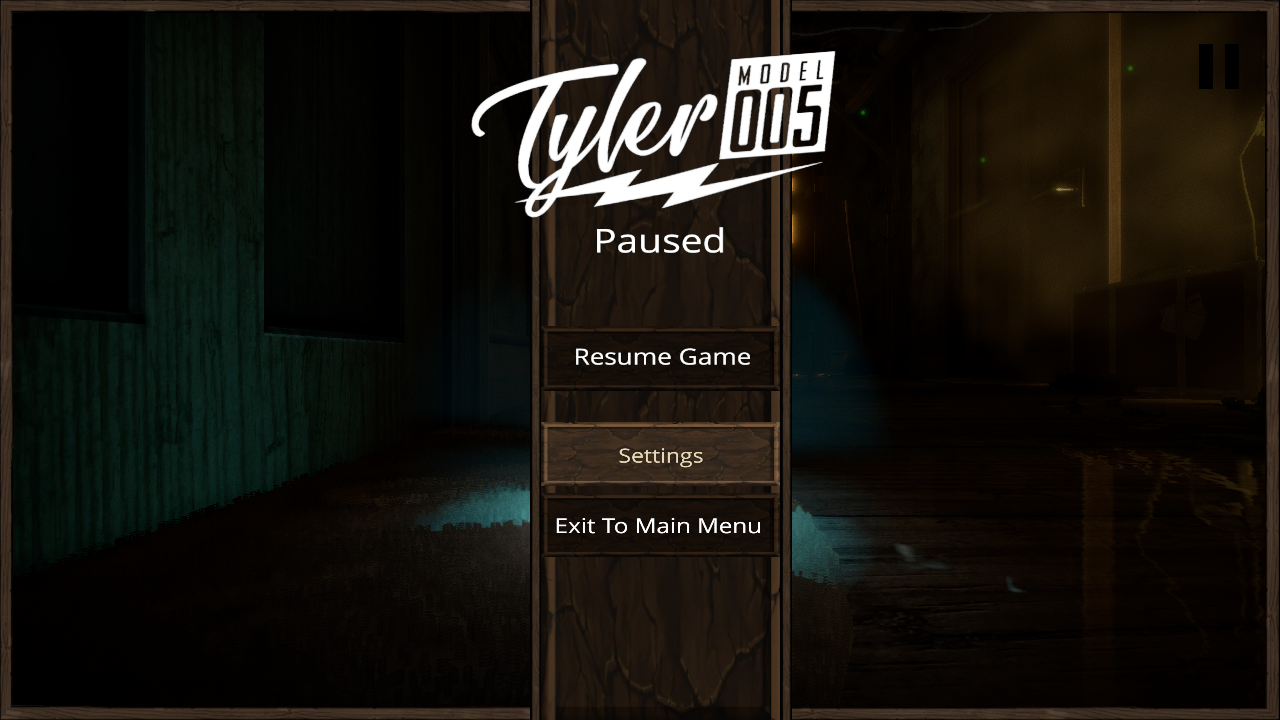 Tyler MODEL
005
Paused
Resume Game
Settings
Exit To Main Menu